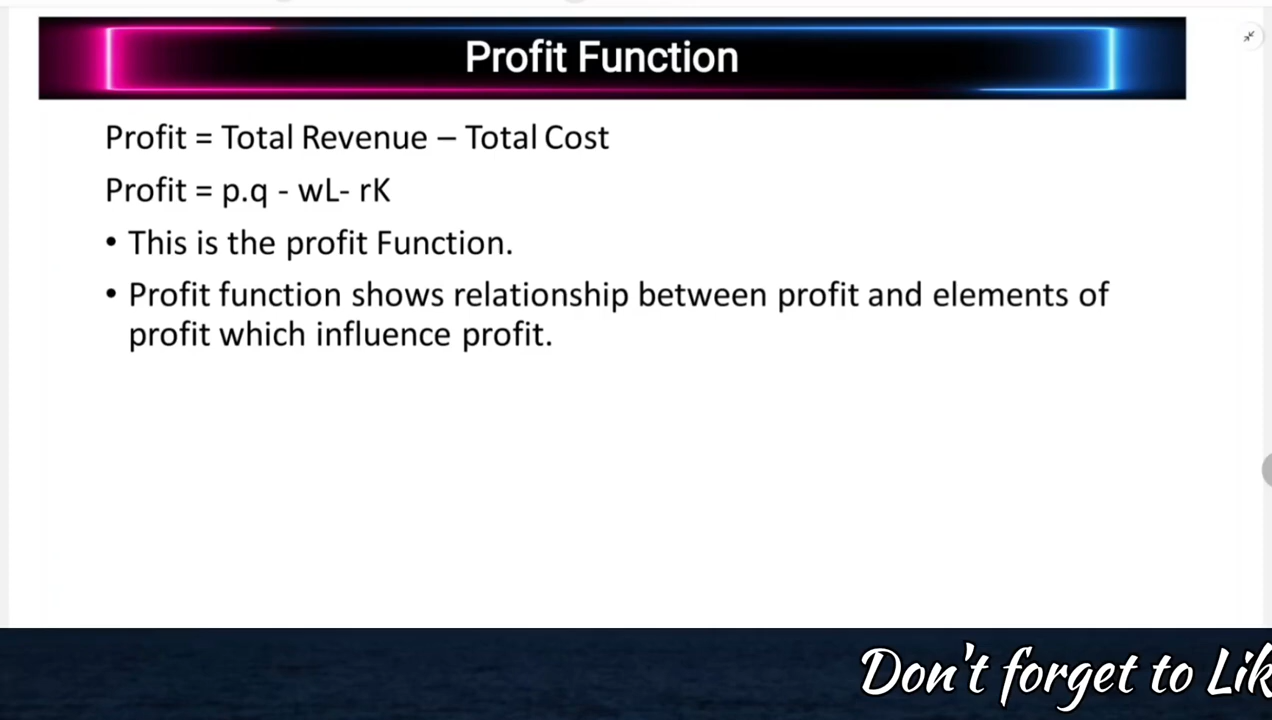 Profit Function
Profit = Total Revenue – Total Cost
Profit = p.q - wL- rK
• This is the profit Function.
• Profit function shows relationship between profit and elements of
profit which influence profit.
Don't forget to Lik